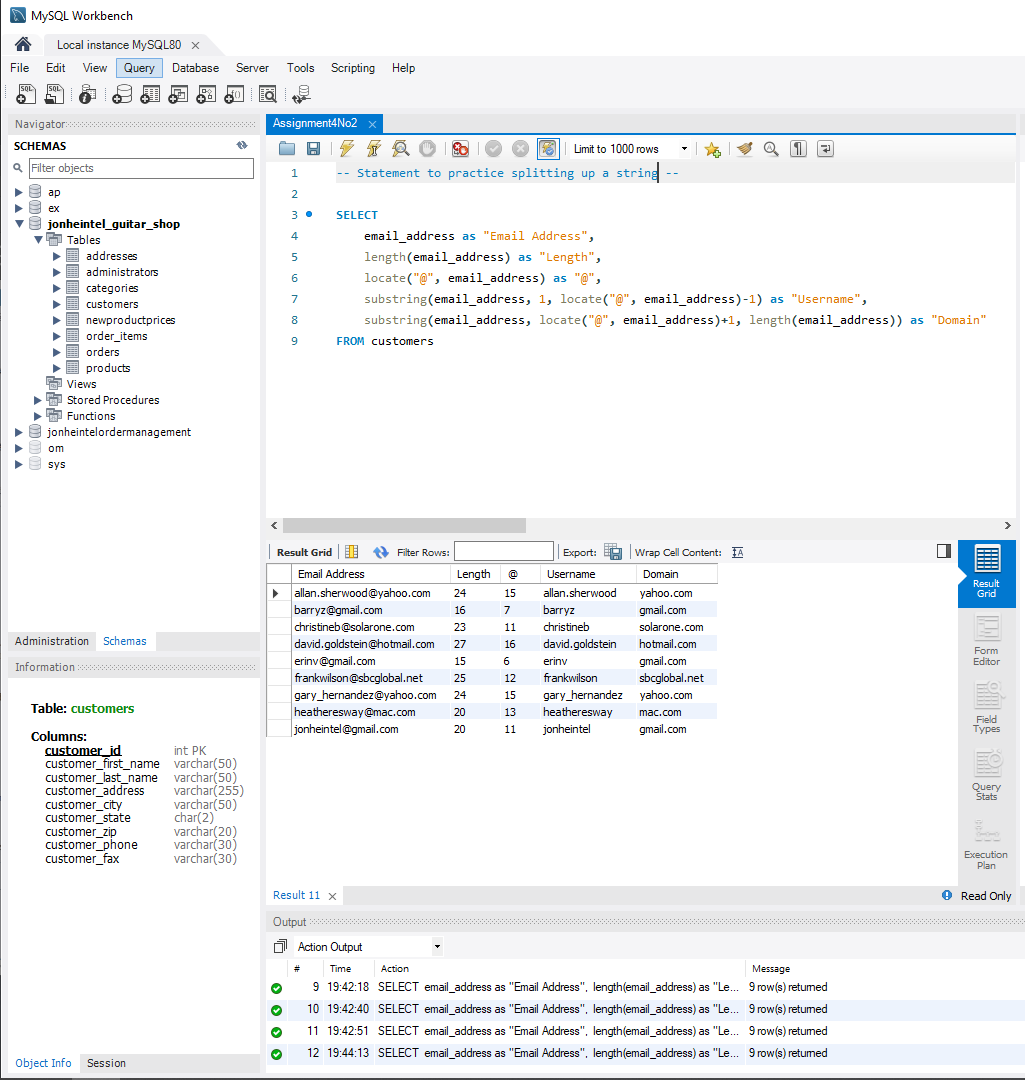 MySQL Workbench
Local instance MySQL80 ×
File Edit View Query Database Server Tools Scripting Help
Navigator
SCHEMAS
Filter objects
ap
ex
jonheintel_guitar_shop
Tables
addresses
administrators
categories
customers
newproductprices
order_items
orders
products
Views
Stored Procedures
Functions
jonheintelordermanagement
om
sys
Administration Schemas
Information
Table: customers
Columns:
customer_id int PK
customer_first_name varchar(50)
customer_last_name varchar(50)
customer_address varchar(255)
customer_city varchar(50)
customer_state char(2)
customer_zip varchar(20)
customer_phone varchar(30)
customer_fax varchar(30)
Object Info Session
Assignment4No2 ×
Limit to 1000 rows
1 -- Statement to practice splitting up a string --
2
3 SELECT
4 email_address as "Email Address",
5 length(email_address) as "Length",
6 locate("@", email_address) as "@",
7 substring(email_address, 1, locate("@", email_address)-1) as "Username",
8 substring(email_address, locate("@", email_address)+1, length(email_address)) as "Domain"
9 FROM customers
Result Grid Filter Rows: Export: Wrap Cell Content:
Email Address Length @ Username Domain
allan.sherwood@yahoo.com 24 15 allan.sherwood yahoo.com
barryz@gmail.com 16 7 barryz gmail.com
christineb@solarone.com 23 11 christineb solarone.com
david.goldstein@hotmail.com 27 16 david.goldstein hotmail.com
erinv@gmail.com 15 6 erinv gmail.com
frankwilson@sbcglobal.net 25 12 frankwilson sbcglobal.net
gary_hernandez@yahoo.com 24 15 gary_hernandez yahoo.com
heatheresway@mac.com 20 13 heatheresway mac.com
jonheintel@gmail.com 20 11 jonheintel gmail.com
Result
Grid
Form
Editor
Field
Types
Query
Stats
Execution
Plan
Result 11 × Read Only
Output
Action Output
# Time Action Message
9 19:42:18 SELECT email_address as "Email Address", length(email_address) as "Le... 9 row(s) returned
10 19:42:40 SELECT email_address as "Email Address", length(email_address) as "Le... 9 row(s) returned
11 19:42:51 SELECT email_address as "Email Address", length(email_address) as "Le... 9 row(s) returned
12 19:44:13 SELECT email_address as "Email Address", length(email_address) as "Le... 9 row(s) returned